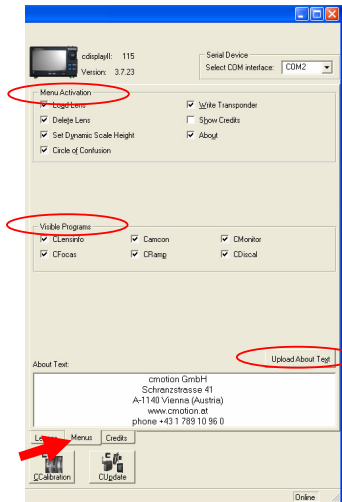 cdisplayII: 115
Version: 3.7.23
Serial Device
Select COM interface: COM2
Menu Activation
Load Lens
Write Transponder
Delete Lens
Show Credits
Set Dynamic Scale Height
About
Circle of Confusion
Visible Programs
CLensinfo Camcon CMonitor
CFocas CRamp CDiscal
Upload About Text
About Text:
cmotion GmbH
Schranzstrasse 41
A-1140 Vienna (Austria)
www.cmotion.at
phone +43 1 789 10 96 0
Menus Credits
CCalibration CUpdate
Online